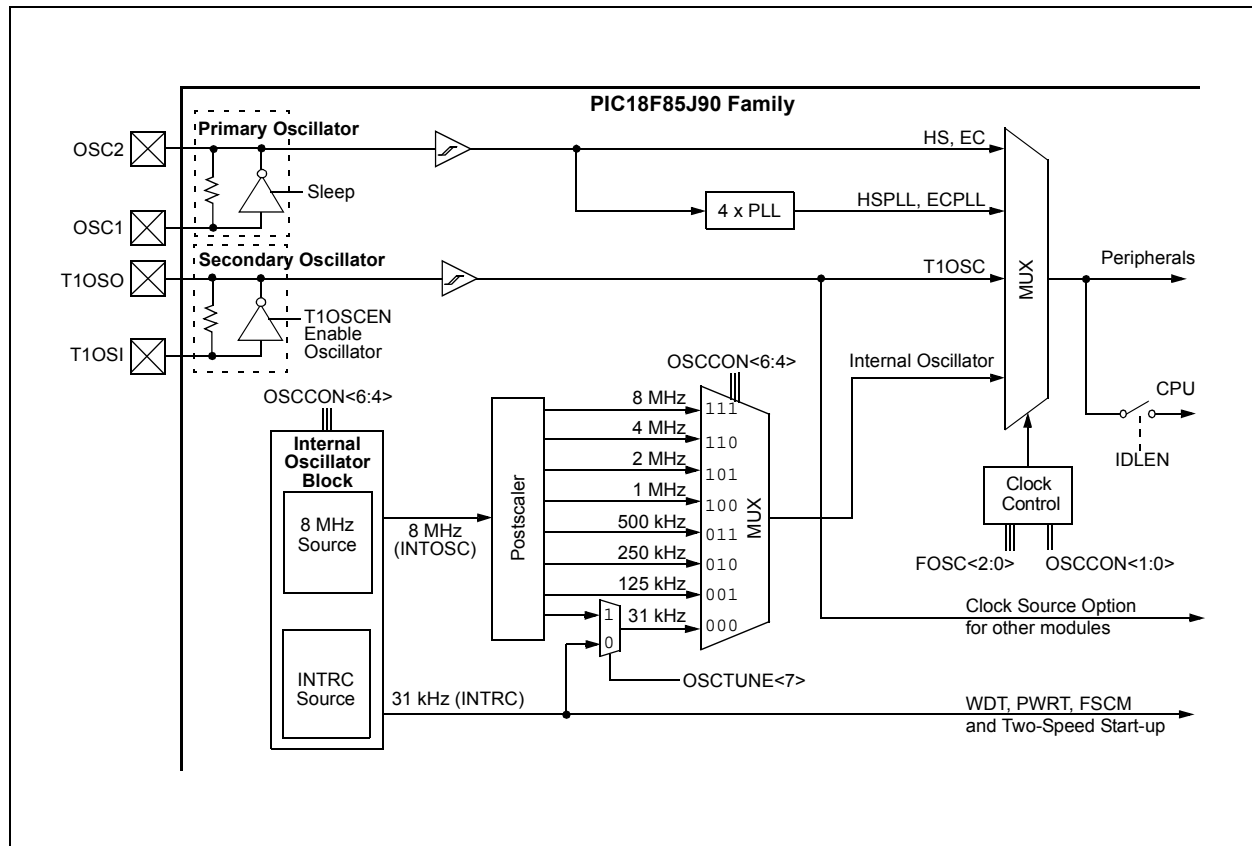 PIC18F85J90 Family
Primary Oscillator
OSC2
HS, EC
Sleep
4 x PLL
HSPLL, ECPLL
OSC1
Secondary Oscillator
T1OSO
T1OSC
MUX
Peripherals
T1OSCEN
Enable
Oscillator
T1OSI
OSCCON<6:4>
Internal Oscillator
OSCCON<6:4>
CPU
IDLEN
Internal
Oscillator
Block
8 MHz
Source
8 MHz
(INTOSC)
Postscaler
8 MHz
111
4 MHz
110
2 MHz
101
1 MHz
100
500 kHz
011
250 kHz
010
125 kHz
001
1
31 kHz
000
0
MUX
Clock
Control
FOSC<2:0>
OSCCON<1:0>
Clock Source Option
for other modules
OSCTUNE<7>
INTRC
Source
31 kHz (INTRC)
WDT, PWRT, FSCM
and Two-Speed Start-up